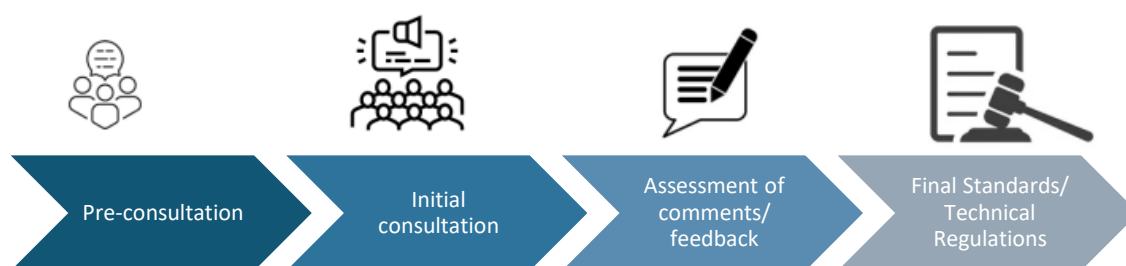 Pre-consultation
Initial
consultation
Assessment of
comments/
feedback
Final Standards/
Technical
Regulations